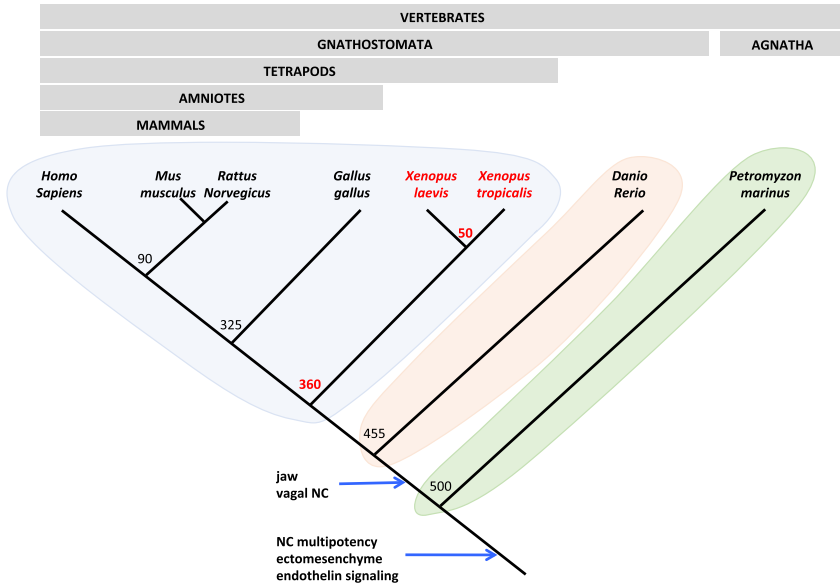 VERTEBRATES
GNATHOSTOMATA
AGNATHA
TETRAPODS
AMNIOTES
MAMMALS
Homo
Sapiens
Mus
musculus
Rattus
Norvegicus
Gallus
gallus
Xenopus
laevis
Xenopus
tropicalis
Danio
Rerio
Petromyzon
marinus
50
90
325
360
455
jaw
vagal NC
500
NC multipotency
ectomesenchyme
endothelin signaling